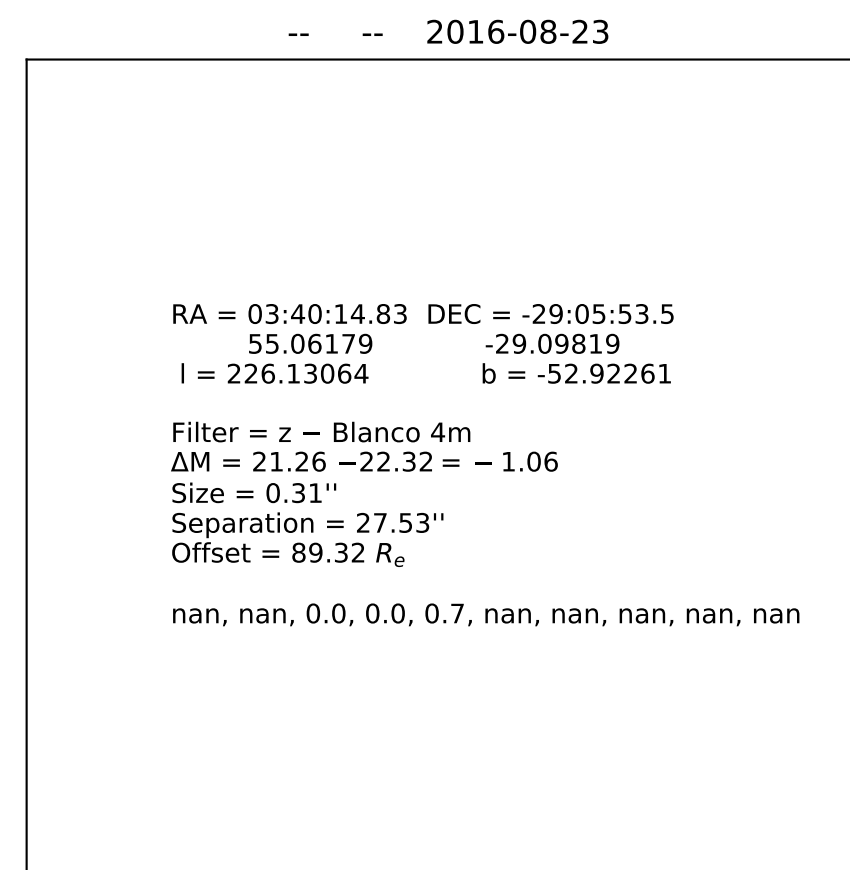 -- -- 2016-08-23
RA = 03:40:14.83 DEC = -29:05:53.5
55.06179 -29.09819
l = 226.13064 b = -52.92261
Filter = z − Blanco 4m
ΔM = 21.26 −22.32 = − 1.06
Size = 0.31''
Separation = 27.53''
Offset = 89.32 Re
nan, nan, 0.0, 0.0, 0.7, nan, nan, nan, nan, nan